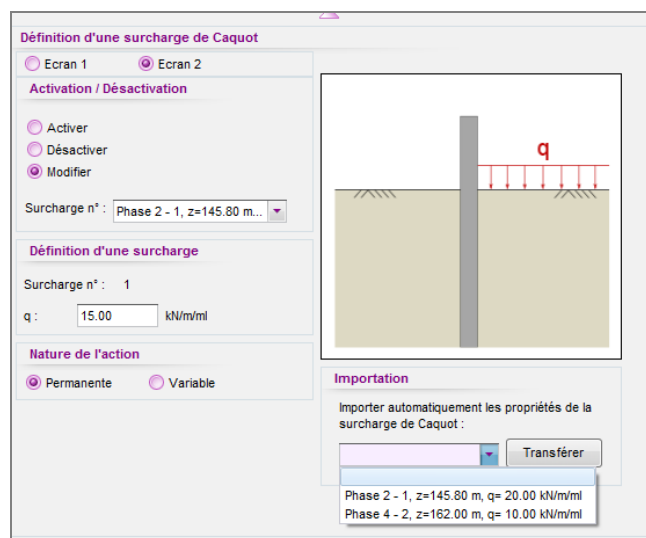 Définition d'une surcharge de Caquot
Ecran 1 Ecran 2
Activation / Désactivation
Activer
Désactiver
Modifier
Surcharge n° : Phase 2 - 1, z=145.80 m...
Définition d'une surcharge
Surcharge n° : 1
q : 15.00 kN/m/ml
Nature de l'action
Permanente Variable
q
Importation
Importer automatiquement les propriétés de la
surcharge de Caquot :
Transférer
Phase 2 - 1, z=145.80 m, q= 20.00 kN/m/ml
Phase 4 - 2, z=162.00 m, q= 10.00 kN/m/ml